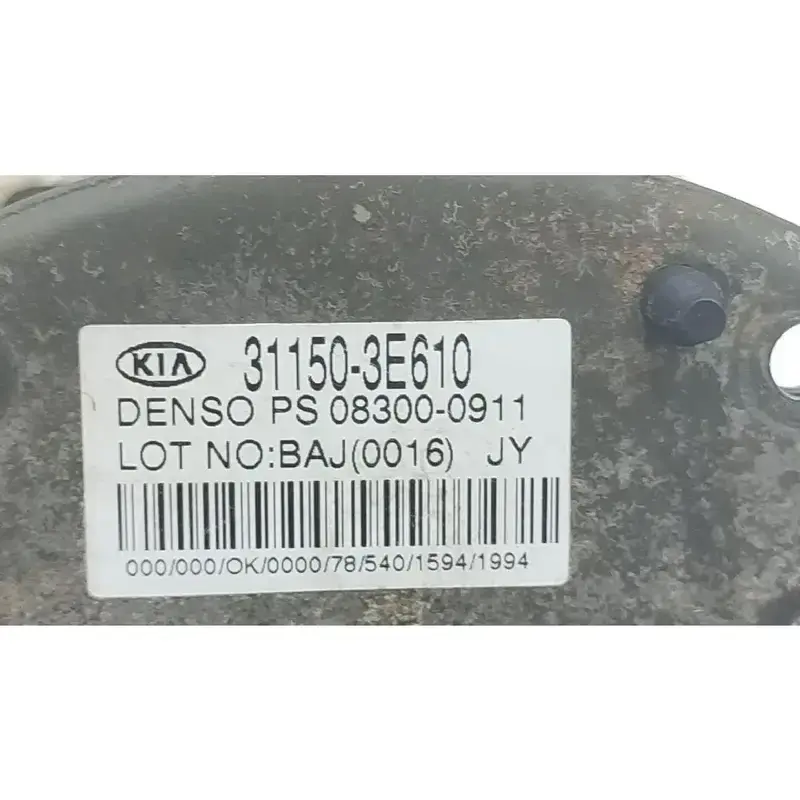 KIA 31150-3E610
DENSO PS 08300-0911
LOT NO:BAJ(0016) JY
000/000/OK/0000/78/540/1594/1994